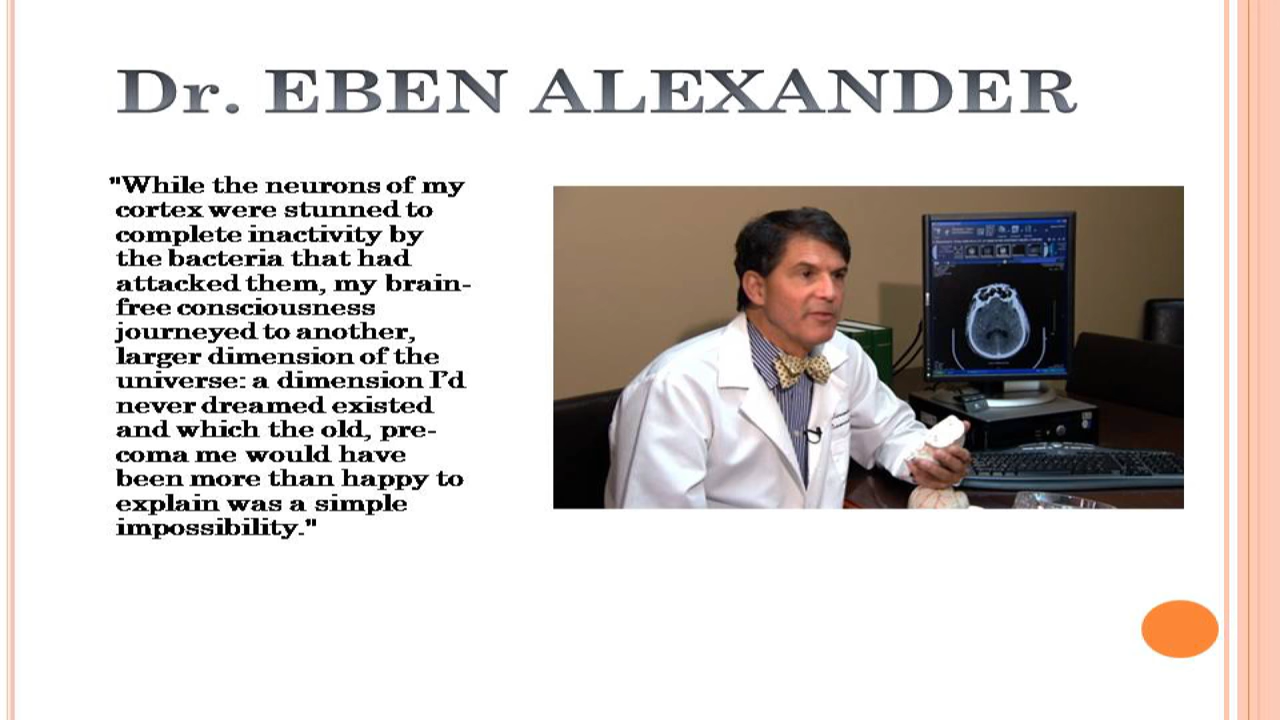 Dr. EBEN ALEXANDER
"While the neurons of my
cortex were stunned to
complete inactivity by
the bacteria that had
attacked them, my brain-
free consciousness
journeyed to another,
larger dimension of the
universe: a dimension I'd
never dreamed existed
and which the old, pre-
coma me would have
been more than happy to
explain was a simple
impossibility."